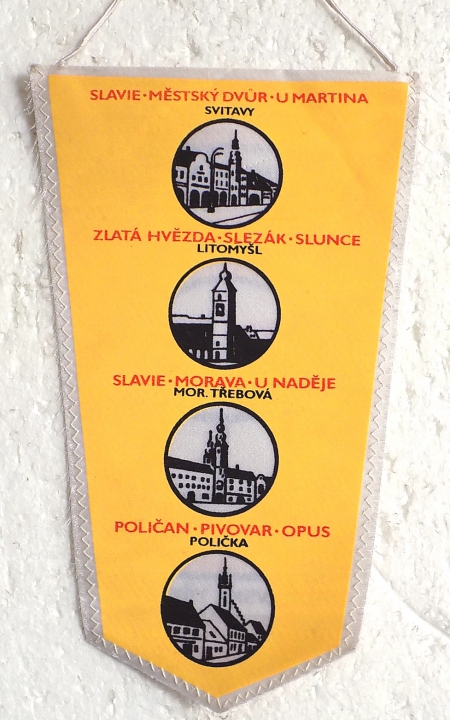 SLAVIE·MĚSTSKÝ DVŮR·U MARTINA
SVITAVY
ZLATÁ HVĚZDA·SLEZÁK·SLUNCE
LITOMYŠL
SLAVIE·MORAVA·U NADĚJE
MOR. TŘEBOVÁ
POLIČAN·PIVOVAR·OPUS
POLIČKA